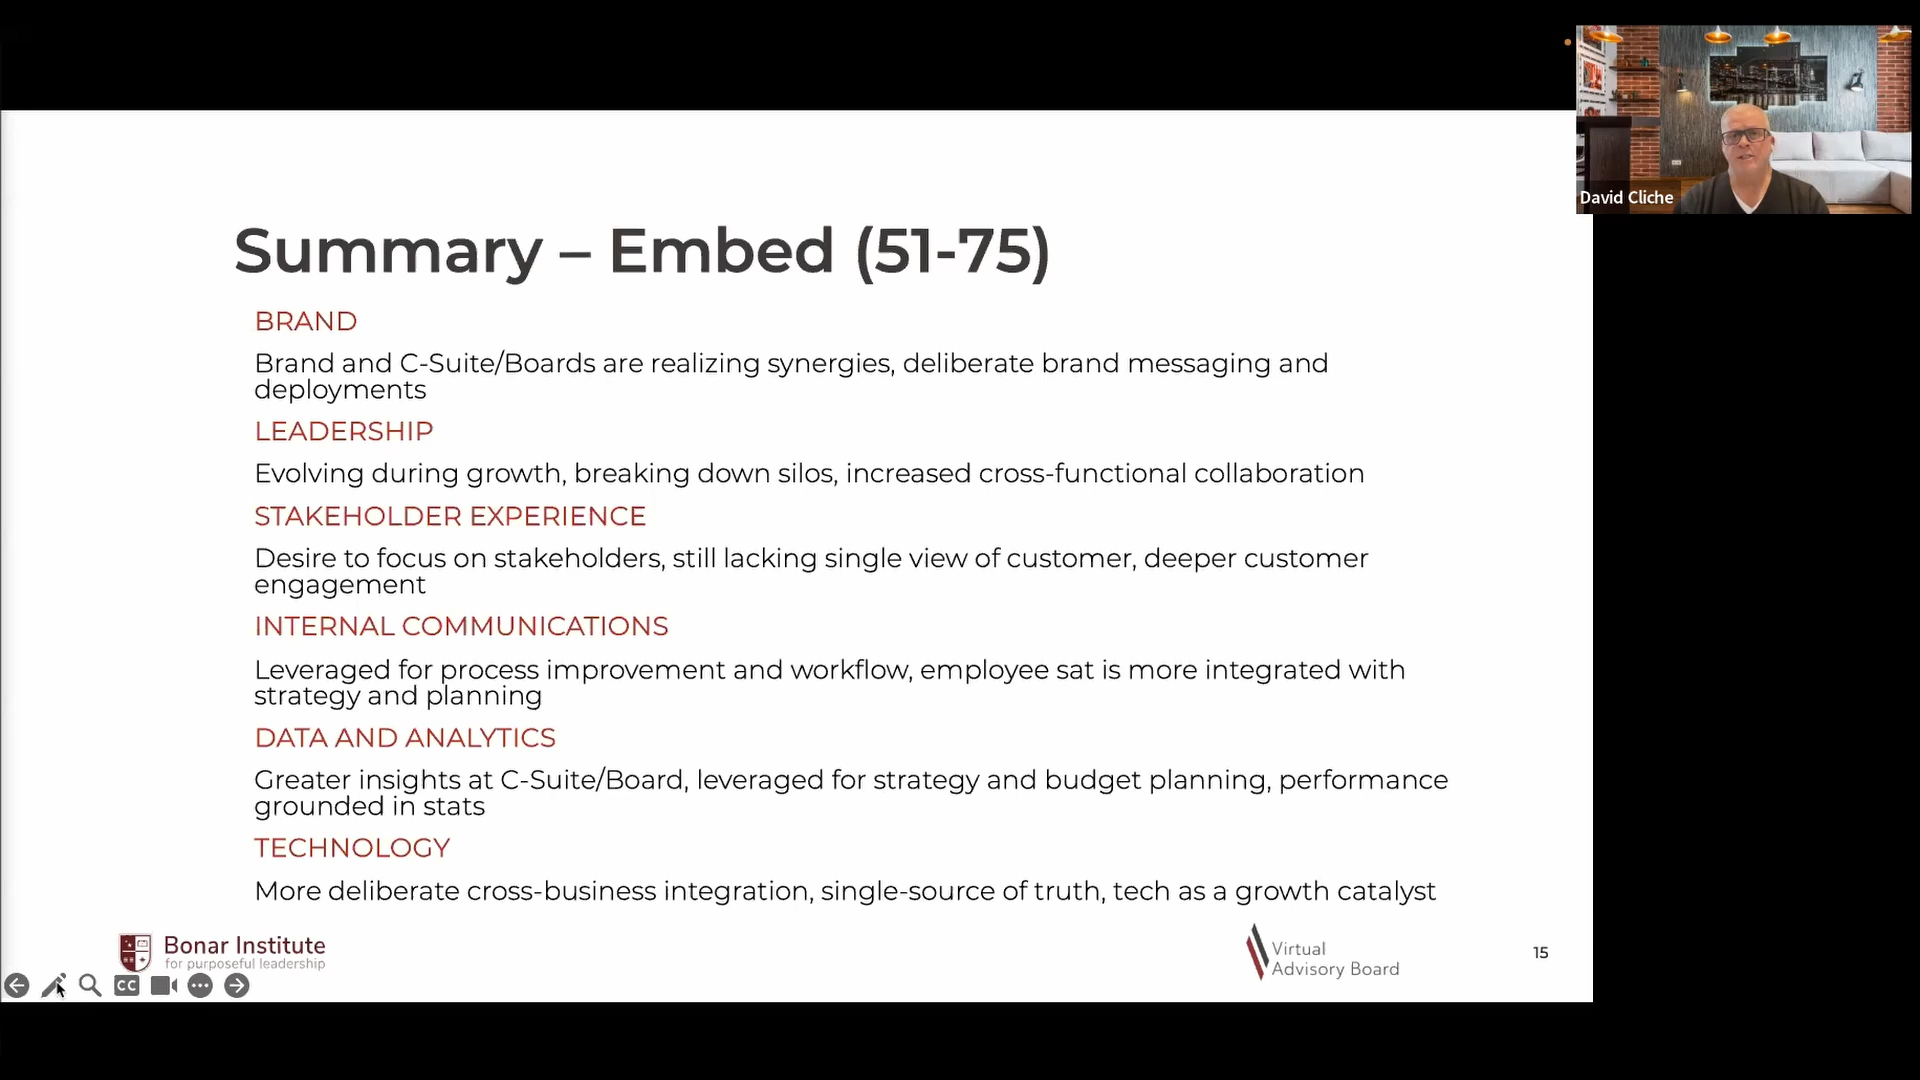 David Cliche
Summary – Embed (51-75)
BRAND
Brand and C-Suite/Boards are realizing synergies, deliberate brand messaging and
deployments
LEADERSHIP
Evolving during growth, breaking down silos, increased cross-functional collaboration
STAKEHOLDER EXPERIENCE
Desire to focus on stakeholders, still lacking single view of customer, deeper customer
engagement
INTERNAL COMMUNICATIONS
Leveraged for process improvement and workflow, employee sat is more integrated with
strategy and planning
DATA AND ANALYTICS
Greater insights at C-Suite/Board, leveraged for strategy and budget planning, performance
grounded in stats
TECHNOLOGY
More deliberate cross-business integration, single-source of truth, tech as a growth catalyst
Bonar Institute
for purposeful leadership
Virtual
Advisory Board
15
CC